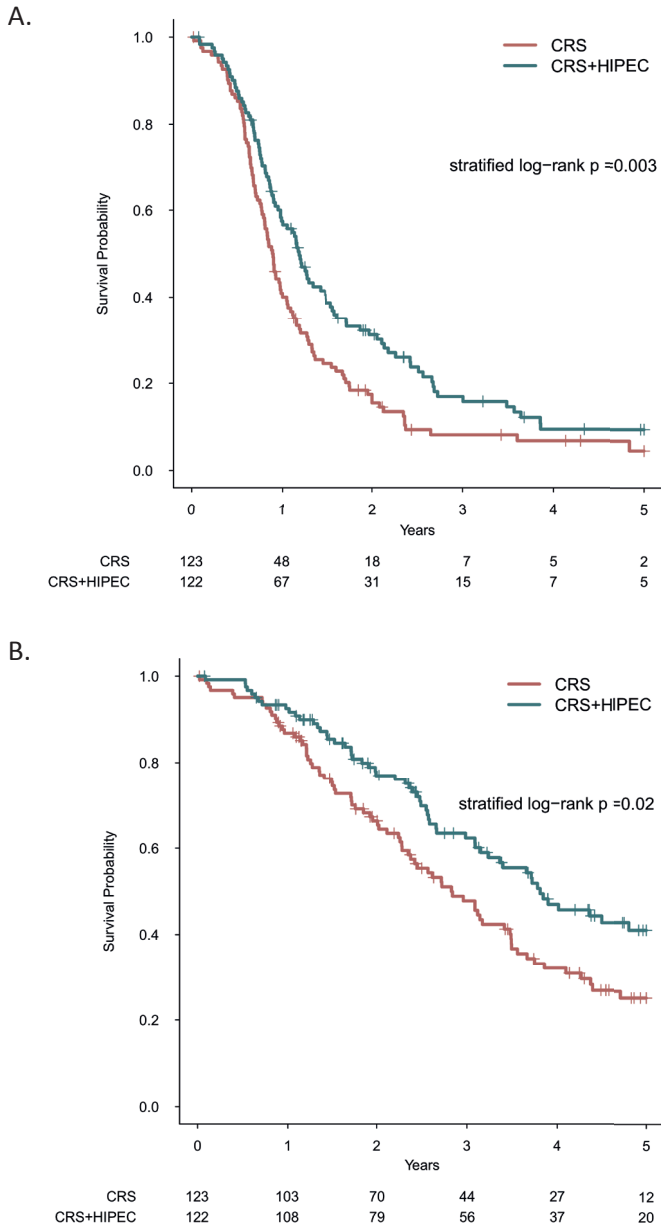 A.
1.0
0.8
0.6
0.4
0.2
0.0
Survival Probability
CRS
CRS+HIPEC
stratified log−rank p =0.003
0 1 2 3 4 5
Years
CRS 123 48 18 7 5 2
CRS+HIPEC 122 67 31 15 7 5
B.
1.0
0.8
0.6
0.4
0.2
0.0
Survival Probability
CRS
CRS+HIPEC
stratified log−rank p =0.02
0 1 2 3 4 5
Years
CRS 123 103 70 44 27 12
CRS+HIPEC 122 108 79 56 37 20